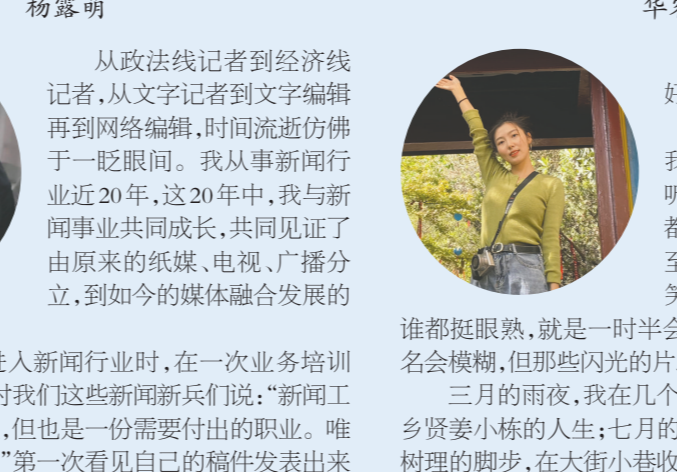 杨露明
从政法线记者到经济线
记者，从文字记者到文字编辑
再到网络编辑，时间流逝仿佛
于一眨眼间。我从事新闻行
业近20年，这20年中，我与新
闻事业共同成长，共同见证了
由原来的纸媒、电视、广播分
立，到如今的媒体融合发展的
进入新闻行业时，在一次业务培训
对我们这些新闻新兵们说：“新闻工
，但也是一份需要付出的职业。唯
”第一次看见自己的稿件发表出来
华
好
我
都
至
笑
谁都挺眼熟，就是一时半会
名会模糊，但那些闪光的片
三月的雨夜，我在几个
乡贤姜小栋的人生；七月的
树理的脚步，在大街小巷收